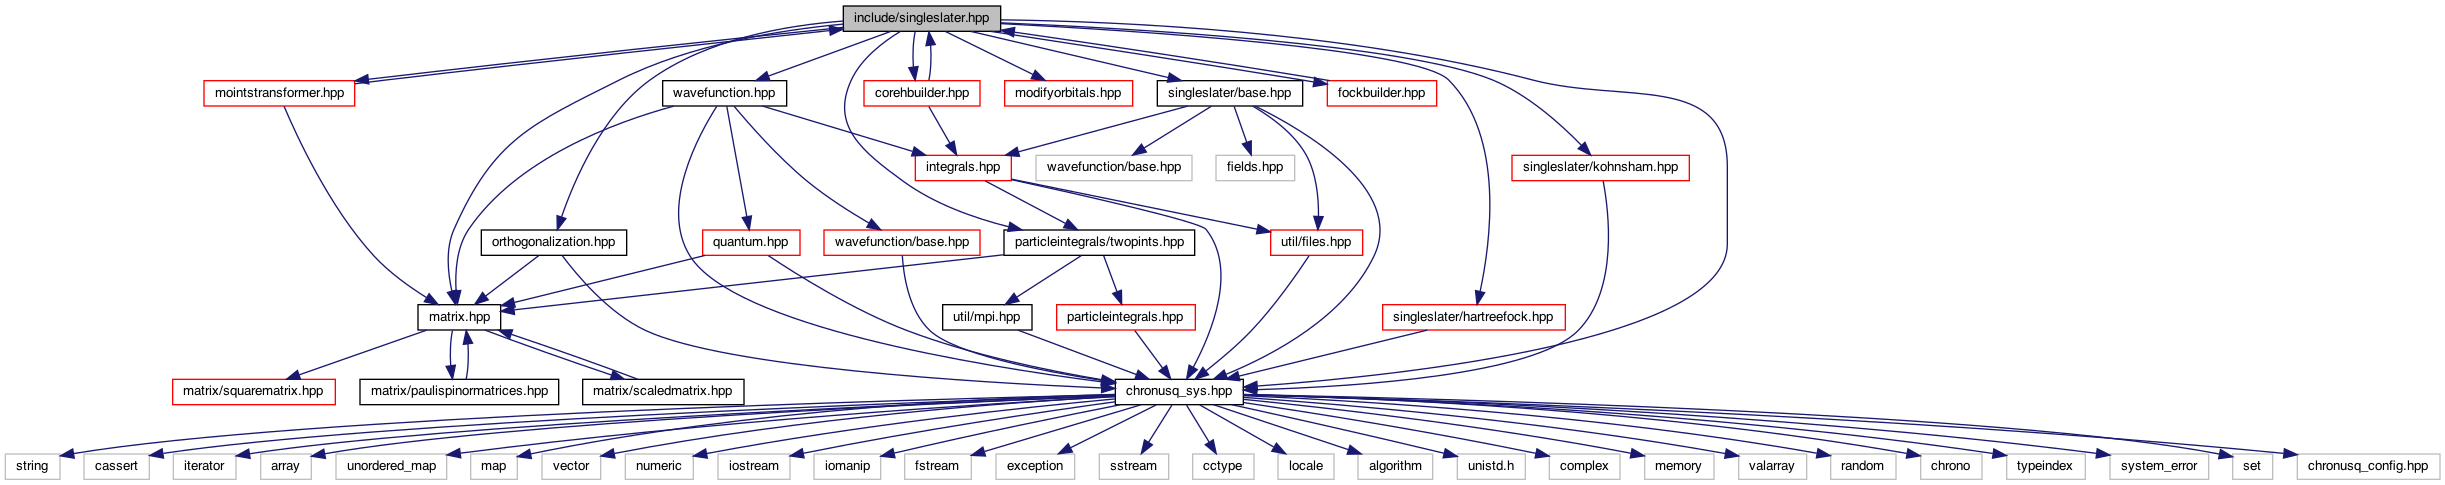 include/singleslater.hpp
mointstransformer.hpp
wavefunction.hpp
corehbuilder.hpp
modifyorbitals.hpp
singleslater/base.hpp
fockbuilder.hpp
integrals.hpp
wavefunction/base.hpp
fields.hpp
singleslater/kohnsham.hpp
orthogonalization.hpp
quantum.hpp
wavefunction/base.hpp
particleintegrals/twopints.hpp
util/files.hpp
matrix.hpp
util/mpi.hpp
particleintegrals.hpp
singleslater/hartreefock.hpp
matrix/squarematrix.hpp
matrix/paulispinormatrices.hpp
matrix/scaledmatrix.hpp
chronusq_sys.hpp
string
cassert
iterator
array
unordered_map
map
vector
numeric
iostream
iomanip
fstream
exception
sstream
cctype
locale
algorithm
unistd.h
complex
memory
valarray
random
chrono
typeindex
system_error
set
chronusq_config.hpp